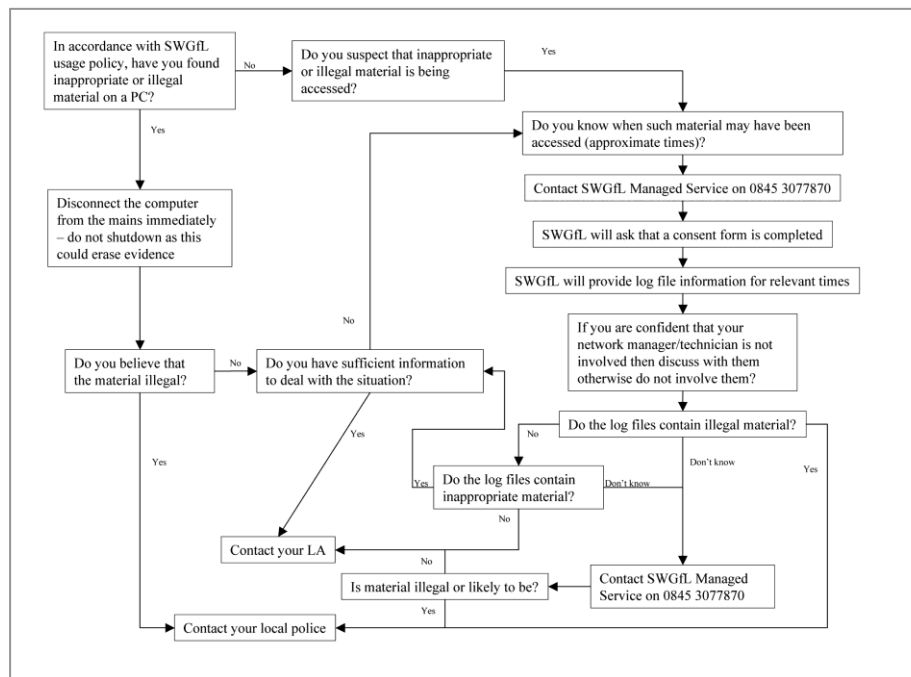 In accordance with SWGfL
usage policy, have you found
inappropriate or illegal
material on a PC?
No
Do you suspect that inappropriate
or illegal material is being
accessed?
Yes
Do you know when such material may have been
accessed (approximate times)?
Yes
Contact SWGfL Managed Service on 0845 3077870
Disconnect the computer
from the mains immediately
– do not shutdown as this
could erase evidence
SWGfL will ask that a consent form is completed
SWGfL will provide log file information for relevant times
No
If you are confident that your
network manager/technician is not
involved then discuss with them
otherwise do not involve them?
Do you believe that
the material illegal?
No
Do you have sufficient information
to deal with the situation?
Do the log files contain illegal material?
Yes
No
Don't know
Yes
Yes
Do the log files contain
inappropriate material?
Yes
Don't know
No
Contact your LA
No
Is material illegal or likely to be?
Contact SWGfL Managed
Service on 0845 3077870
Yes
Contact your local police